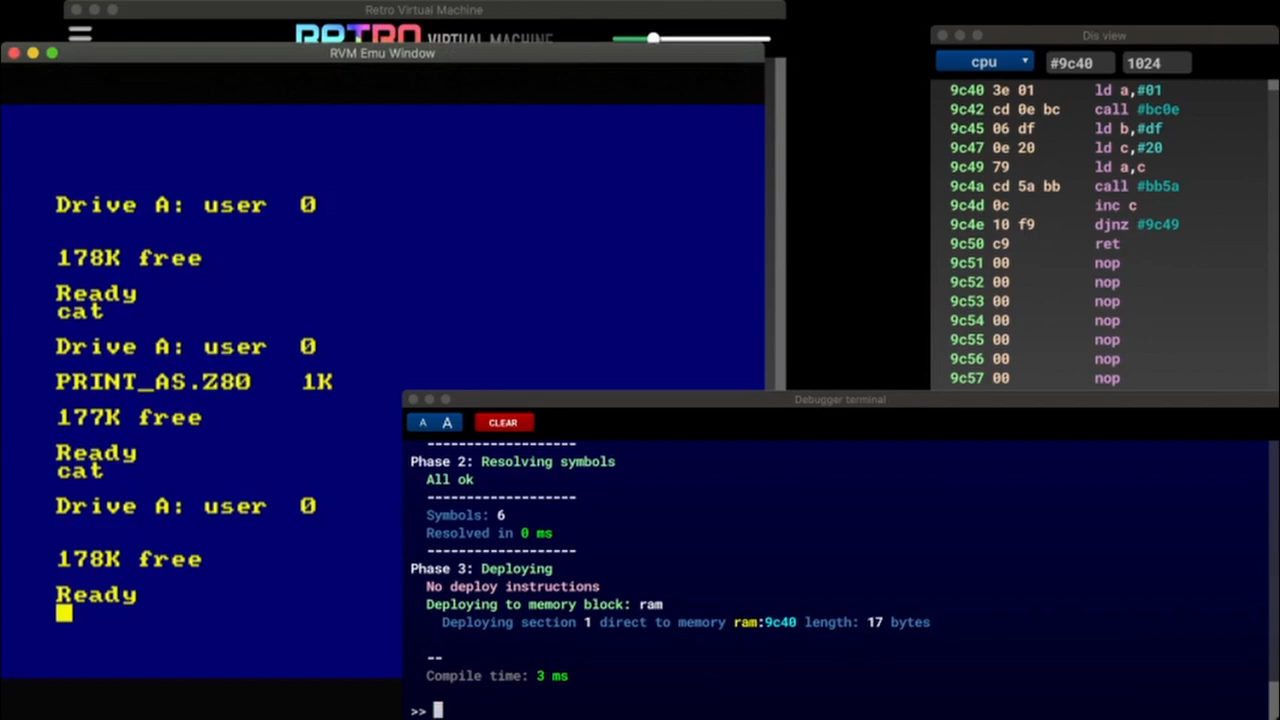 Retro Virtual Machine
RETRO VIRTUAL MACHINE
RVM Emu Window
Drive A: user 0
178K free
Ready
cat
Drive A: user 0
PRINT_AS.Z80 1K
177K free
Ready
cat
Drive A: user 0
178K free
Ready
Dis view
cpu #9c40 1024
9c40 3e 01 ld a,#01
9c42 cd 0e bc call #bc0e
9c45 06 df ld b,#df
9c47 0e 20 ld c,#20
9c49 79 ld a,c
9c4a cd 5a bb call #bb5a
9c4d 0c inc c
9c4e 10 f9 djnz #9c49
9c50 c9 ret
9c51 00 nop
9c52 00 nop
9c53 00 nop
9c54 00 nop
9c55 00 nop
9c56 00 nop
9c57 00 nop
Debugger terminal
A A CLEAR
-------------------
Phase 2: Resolving symbols
All ok
-------------------
Symbols: 6
Resolved in 0 ms
-------------------
Phase 3: Deploying
No deploy instructions
Deploying to memory block: ram
Deploying section 1 direct to memory ram:9c40 length: 17 bytes
--
Compile time: 3 ms
>>